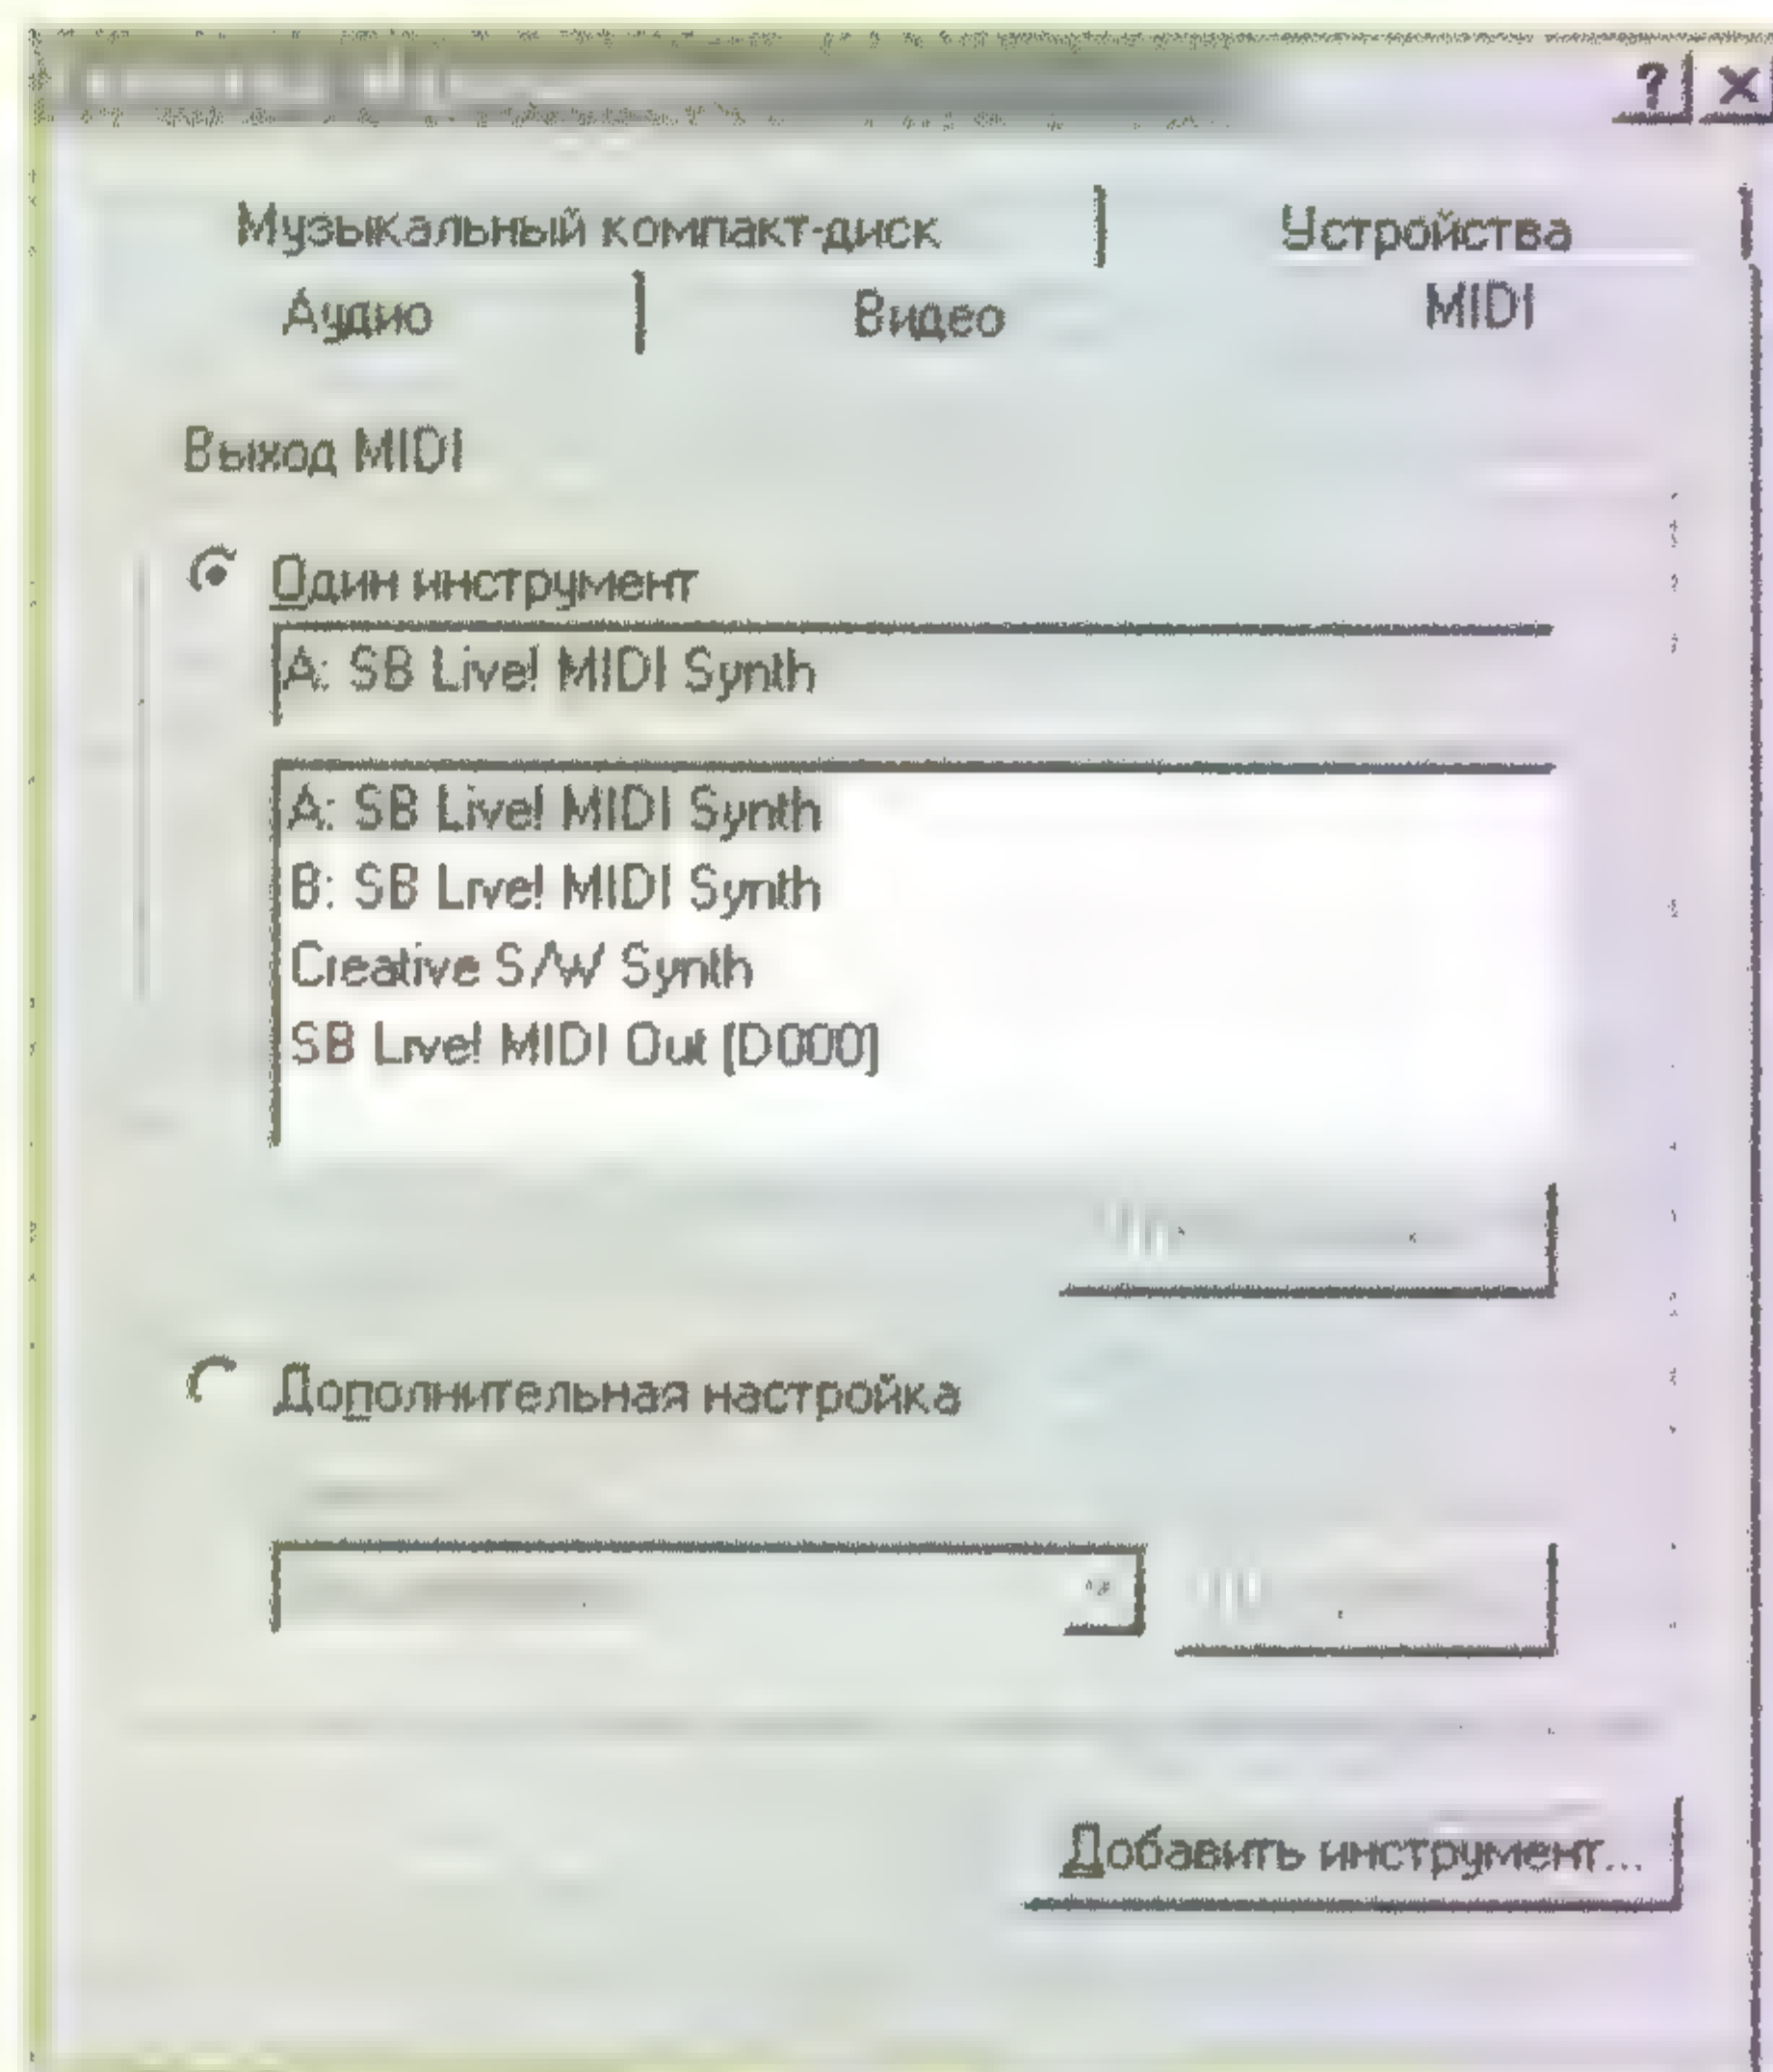 Музыкальный компакт-диск Устройства
Аудио Видео MIDI
Выход MIDI
Один инструмент
A: SB Live! MIDI Synth
A: SB Live! MIDI Synth
B: SB Live! MIDI Synth
Creative S/W Synth
SB Live! MIDI Out [D000]
Дополнительная настройка
Добавить инструмент...